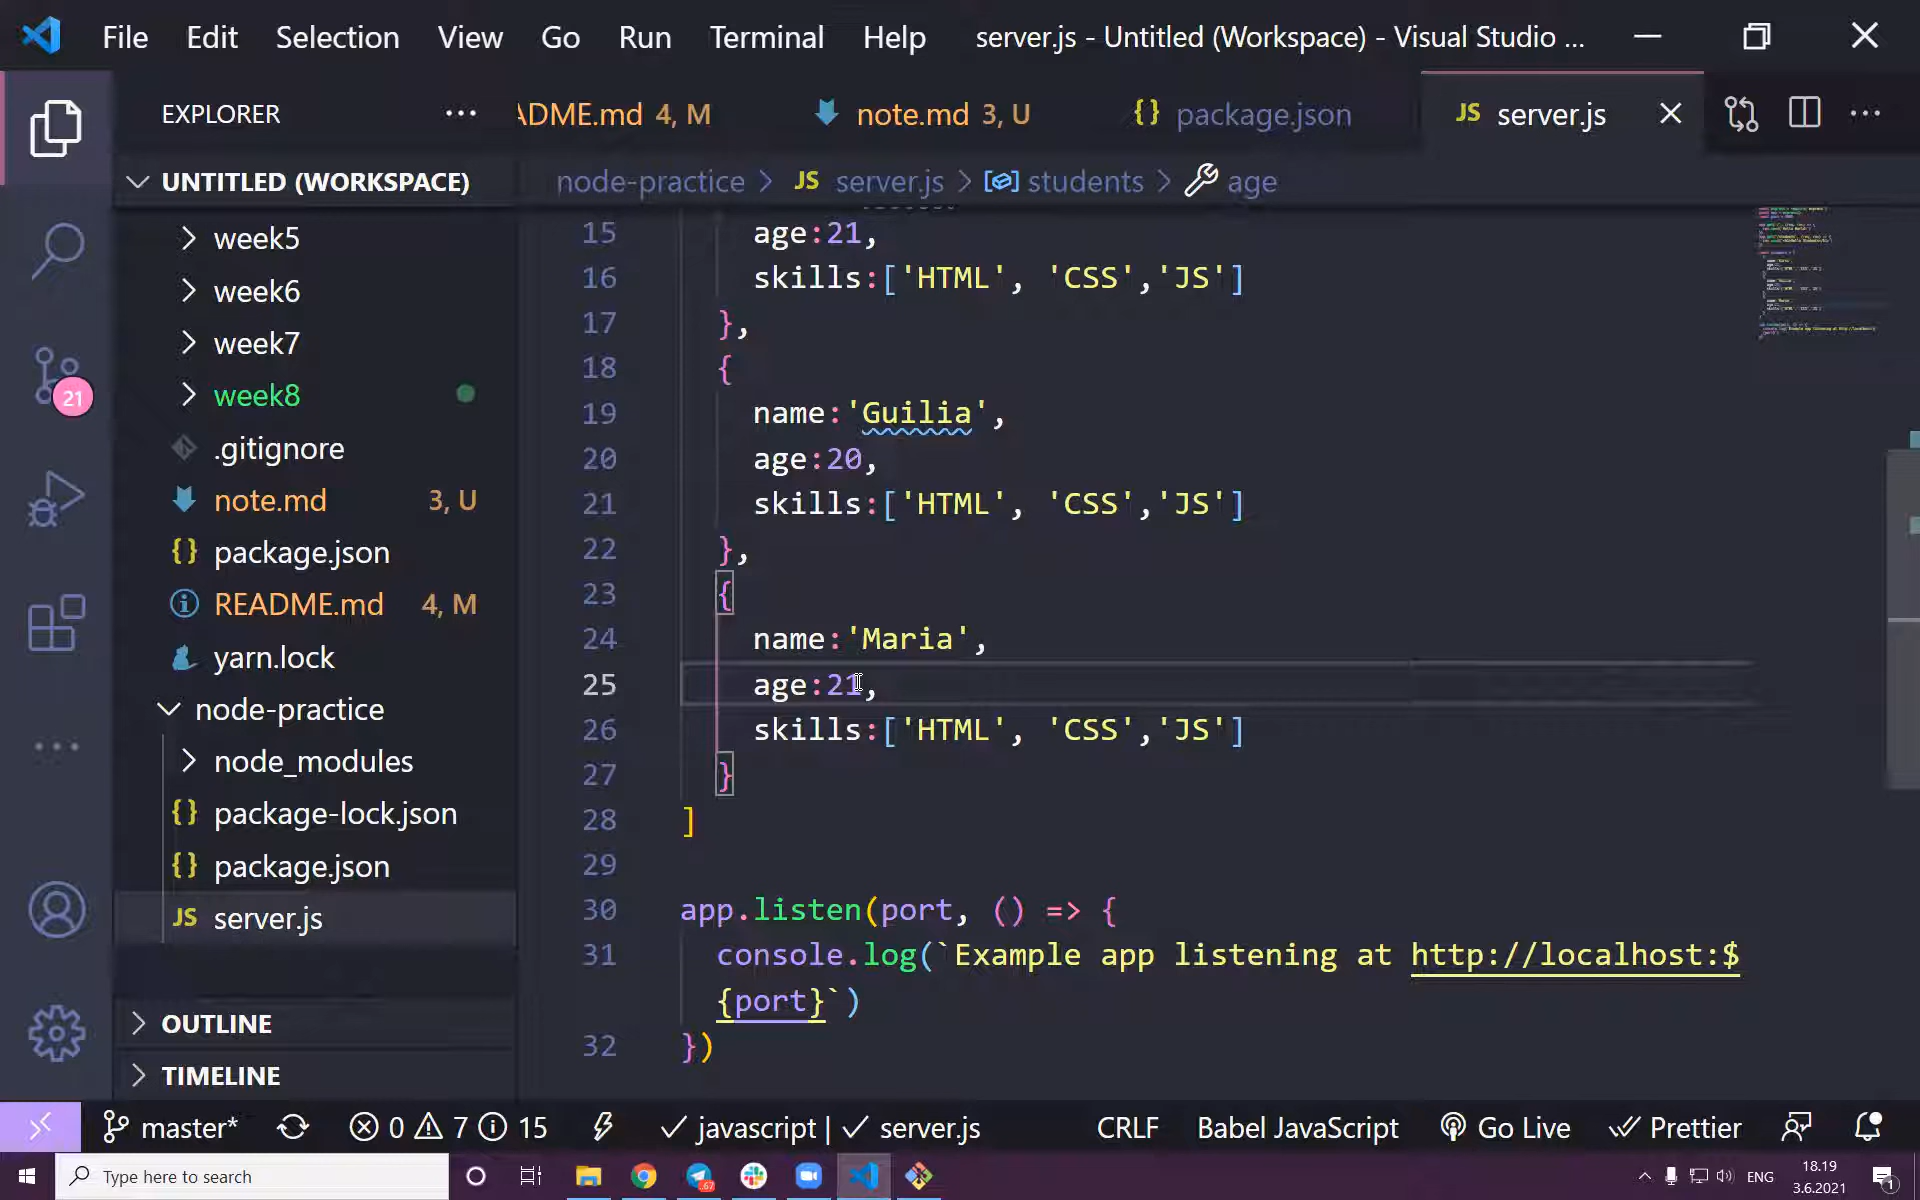 File Edit Selection View Go Run Terminal Help server.js - Untitled (Workspace) - Visual Studio ...
EXPLORER ...
ADME.md 4, M note.md 3, U package.json JS server.js
UNTITLED (WORKSPACE)
node-practice > JS server.js > students > age
week5
week6
week7
week8
.gitignore
note.md 3, U
package.json
README.md 4, M
yarn.lock
node-practice
node_modules
package-lock.json
package.json
JS server.js
OUTLINE
TIMELINE
21
15 age:21,
16 skills:['HTML', 'CSS','JS']
17 },
18 {
19 name:'Guilia',
20 age:20,
21 skills:['HTML', 'CSS','JS']
22 },
23 {
24 name:'Maria',
25 age:21,
26 skills:['HTML', 'CSS','JS']
27 }
28 ]
29
30 app.listen(port, () => {
31 console.log(`Example app listening at http://localhost:$
{port}`)
32 })
master* 0 7 15 javascript | server.js CRLF Babel JavaScript Go Live Prettier
Type here to search
ENG
18.19
3.6.2021